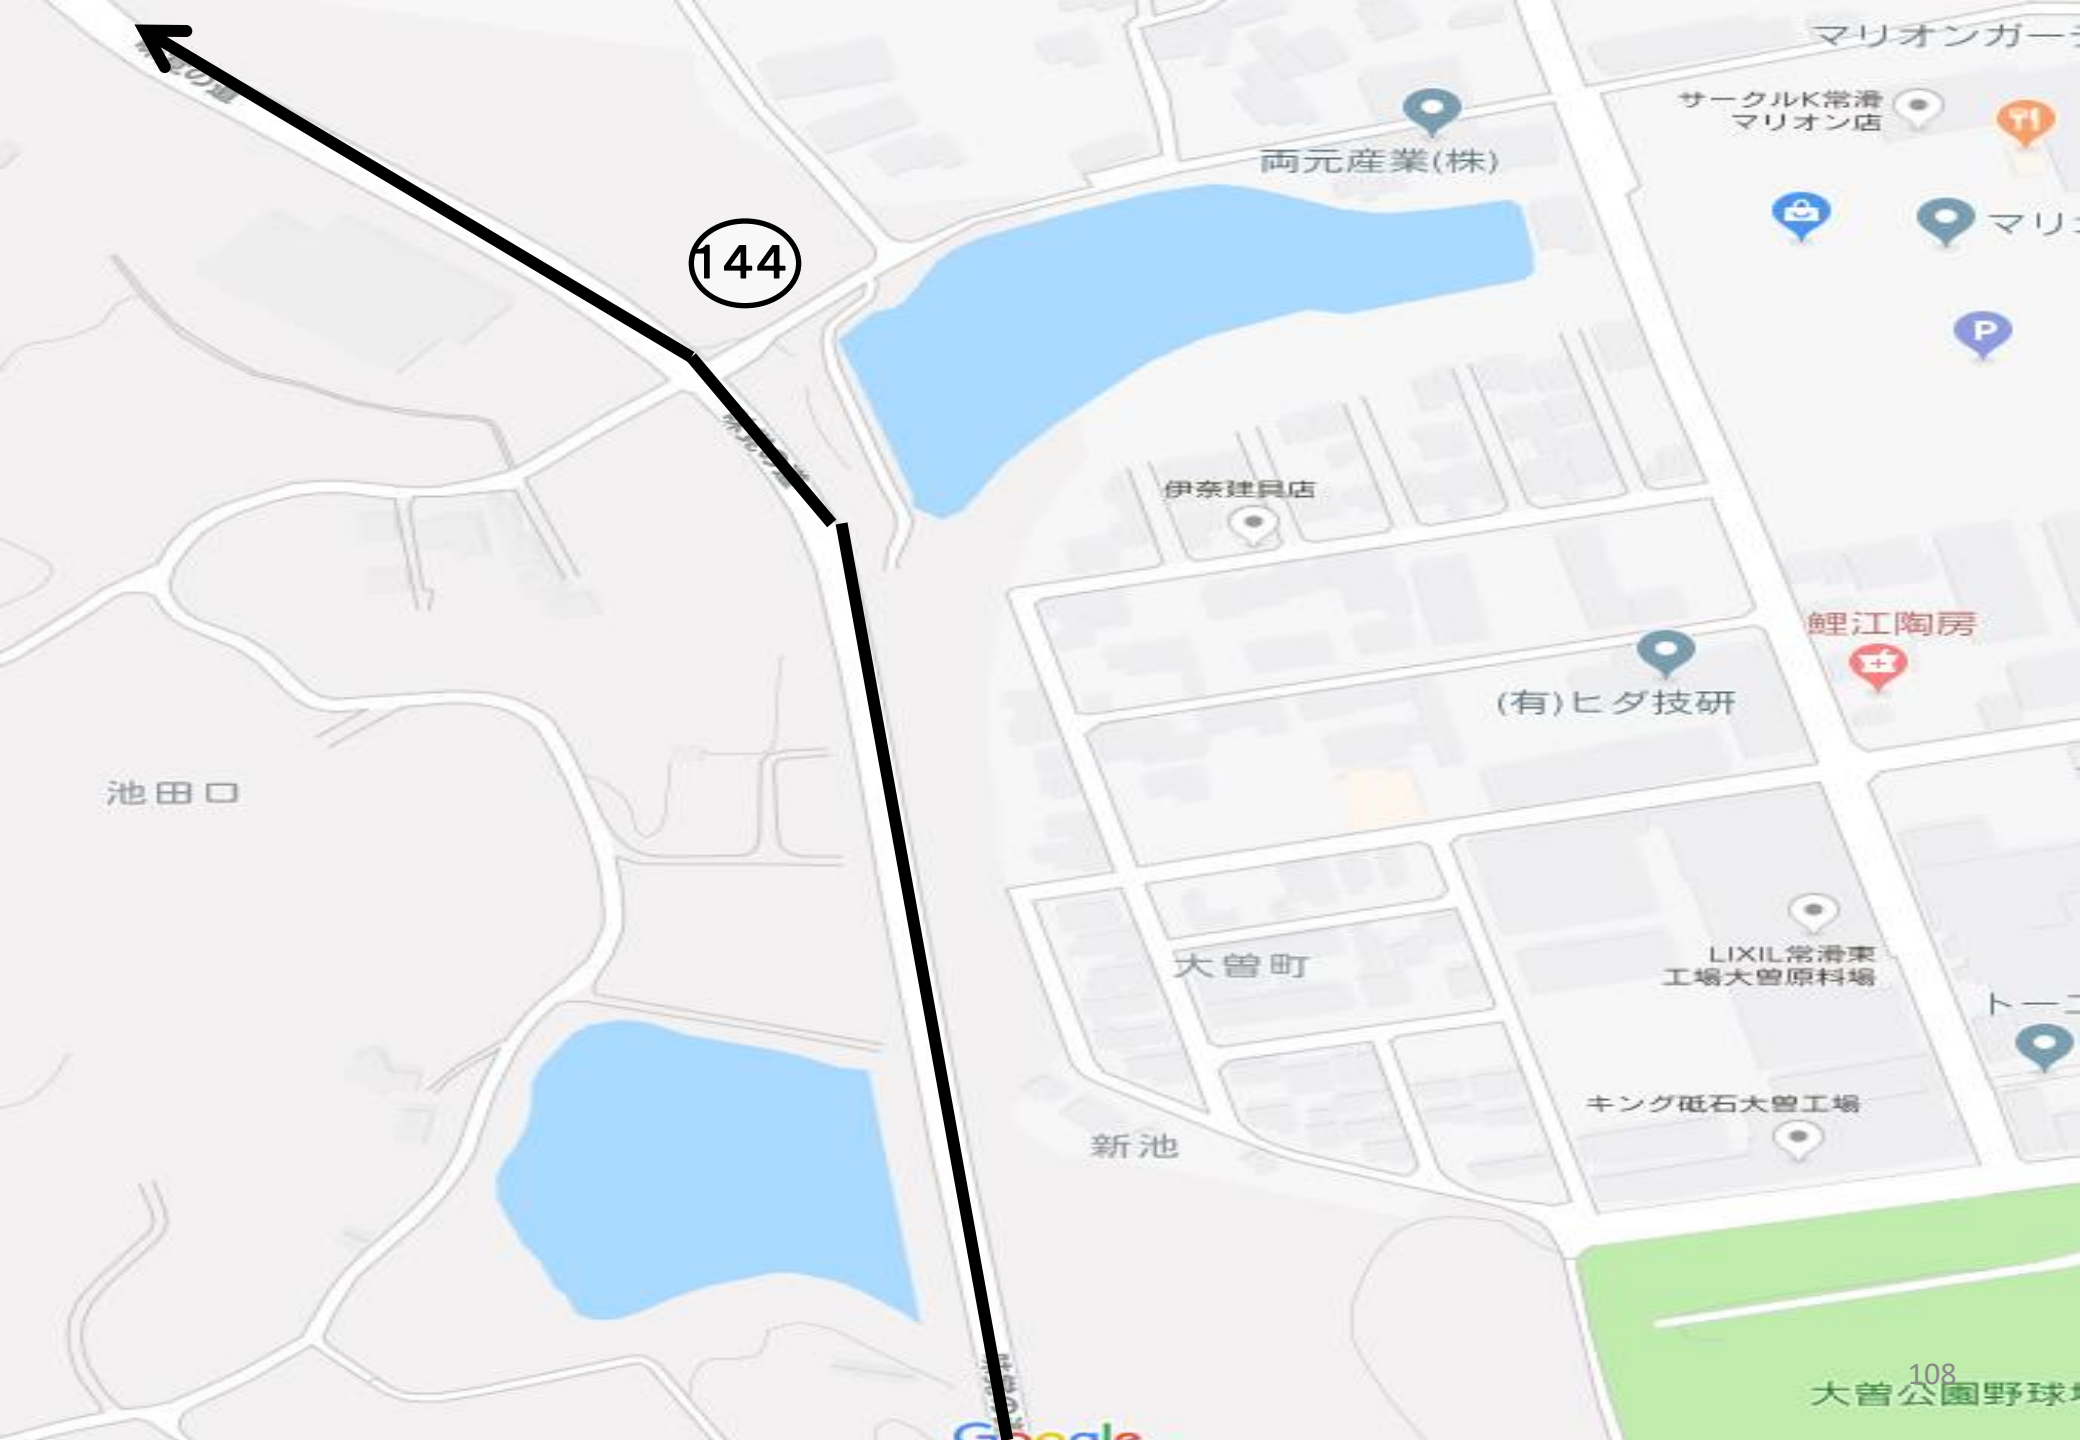 マリオンガー
サークルK常滑
マリオン店
両元産業(株)
マリ
144
P
伊奈建具店
鯉江陶房
(有)ヒダ技研
池田口
大曽町
LIXIL常滑東
工場大曽原料場
トーエ
キング砥石大曽工場
新池
108
大曽公園野球場
Google